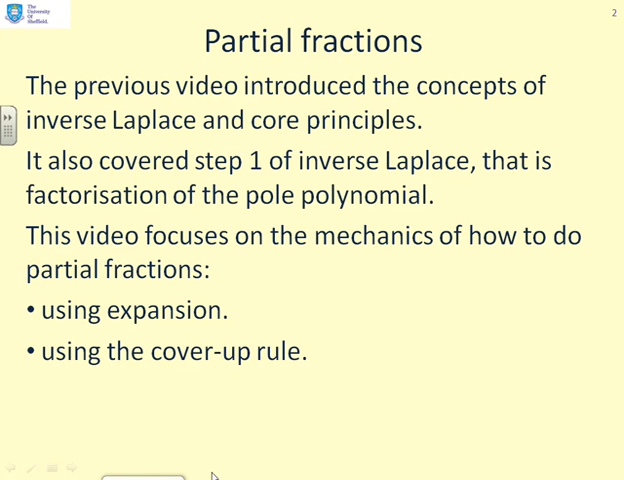 The
University
Of
Sheffield.
2
Partial fractions
The previous video introduced the concepts of
inverse Laplace and core principles.
It also covered step 1 of inverse Laplace, that is
factorisation of the pole polynomial.
This video focuses on the mechanics of how to do
partial fractions:
• using expansion.
• using the cover-up rule.